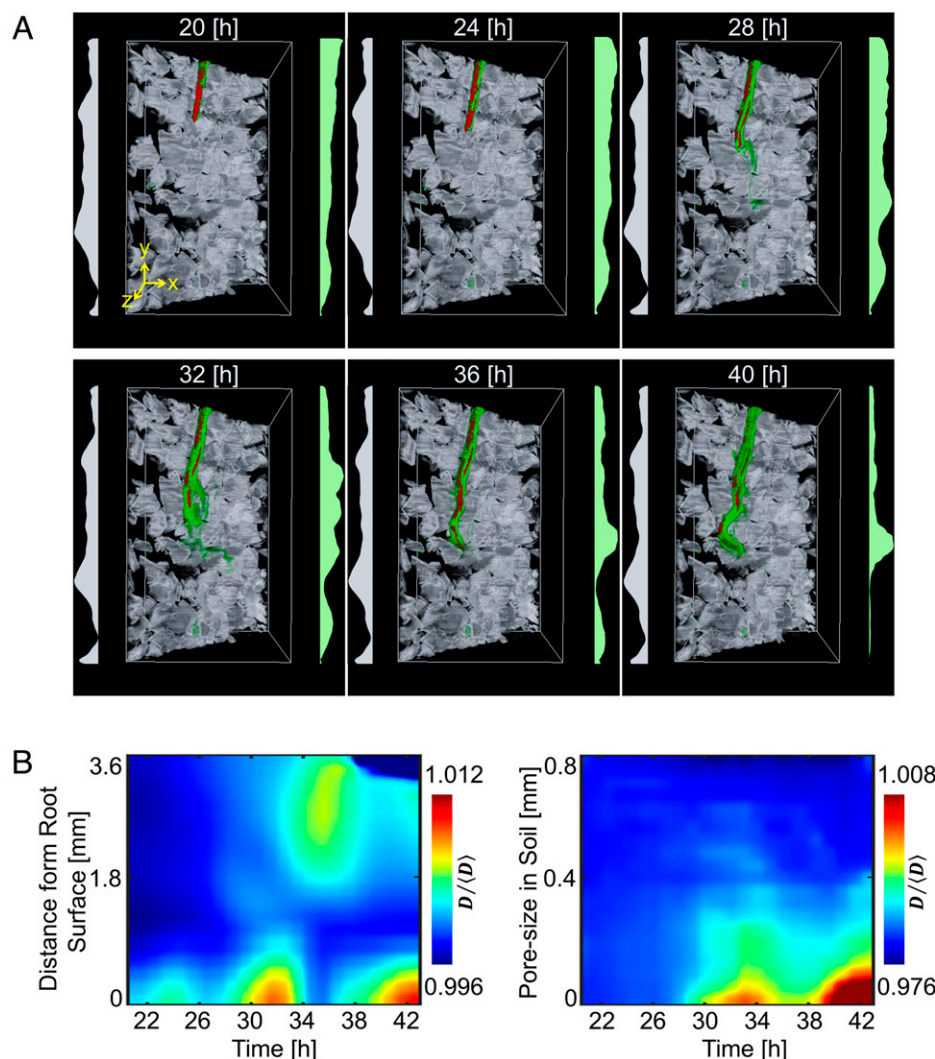 A
20 [h]
24 [h]
28 [h]
y
x
z
32 [h]
36 [h]
40 [h]
B
Distance form Root
Surface [mm]
3.6
1.8
0
22 26 30 34 38 42
Time [h]
1.012
D/⟨D⟩
0.996
Pore-size in Soil [mm]
0.8
0.4
0
22 26 30 34 38 42
Time [h]
1.008
D/⟨D⟩
0.976